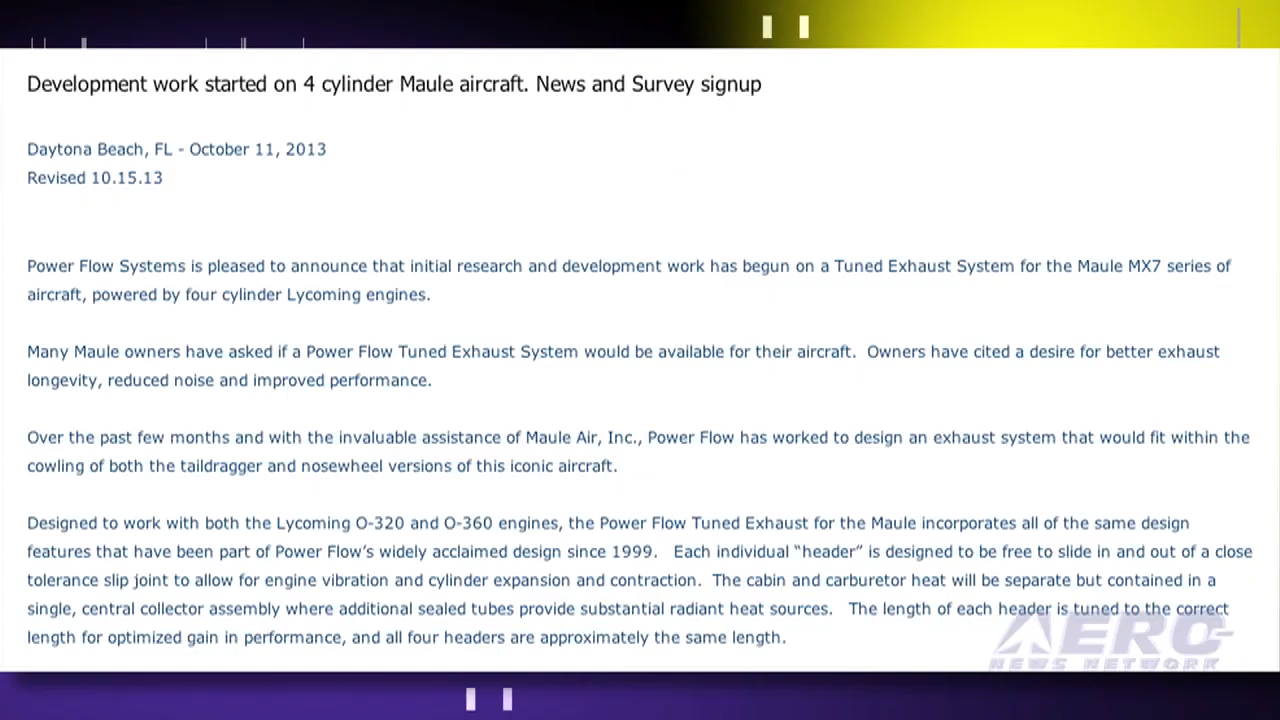 Development work started on 4 cylinder Maule aircraft. News and Survey signup
Daytona Beach, FL - October 11, 2013
Revised 10.15.13
Power Flow Systems is pleased to announce that initial research and development work has begun on a Tuned Exhaust System for the Maule MX7 series of
aircraft, powered by four cylinder Lycoming engines.
Many Maule owners have asked if a Power Flow Tuned Exhaust System would be available for their aircraft.  Owners have cited a desire for better exhaust
longevity, reduced noise and improved performance.
Over the past few months and with the invaluable assistance of Maule Air, Inc., Power Flow has worked to design an exhaust system that would fit within the
cowling of both the taildragger and nosewheel versions of this iconic aircraft.
Designed to work with both the Lycoming O-320 and O-360 engines, the Power Flow Tuned Exhaust for the Maule incorporates all of the same design
features that have been part of Power Flow’s widely acclaimed design since 1999.   Each individual “header” is designed to be free to slide in and out of a close
tolerance slip joint to allow for engine vibration and cylinder expansion and contraction.  The cabin and carburetor heat will be separate but contained in a
single, central collector assembly where additional sealed tubes provide substantial radiant heat sources.   The length of each header is tuned to the correct
length for optimized gain in performance, and all four headers are approximately the same length.
AERO-
NEWS NETWORK